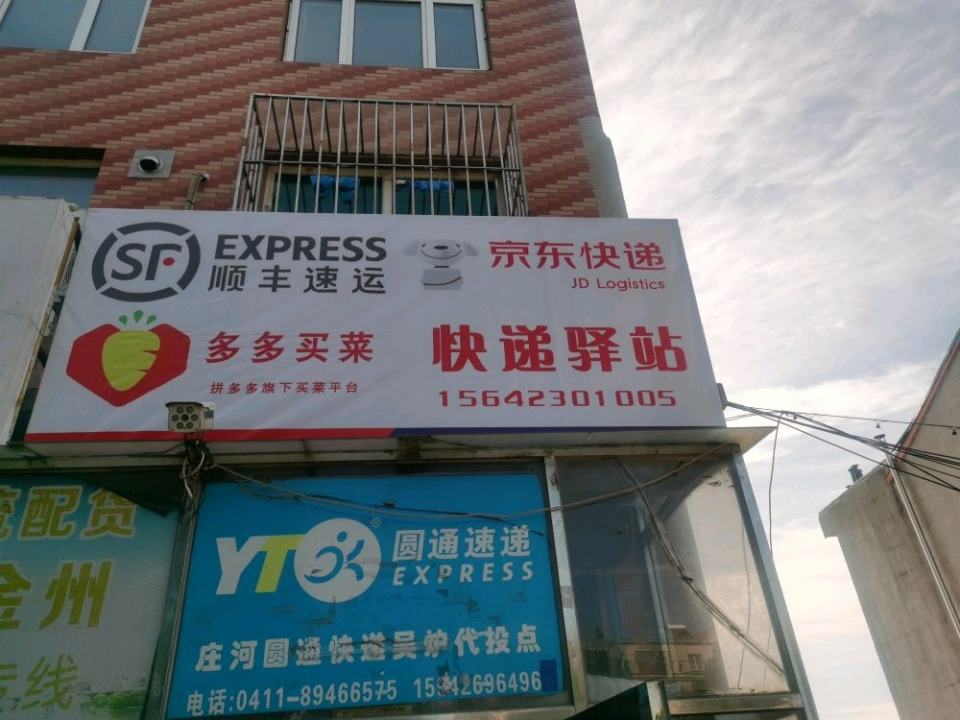 SF EXPRESS
顺丰速运
京东快递
JD Logistics
多多买菜
拼多多旗下买菜平台
快递驿站
15642301005
配货
金州
专线
YTO 圆通速递
EXPRESS
庄河圆通快递吴炉代投点
电话:0411-89466575 15342696496